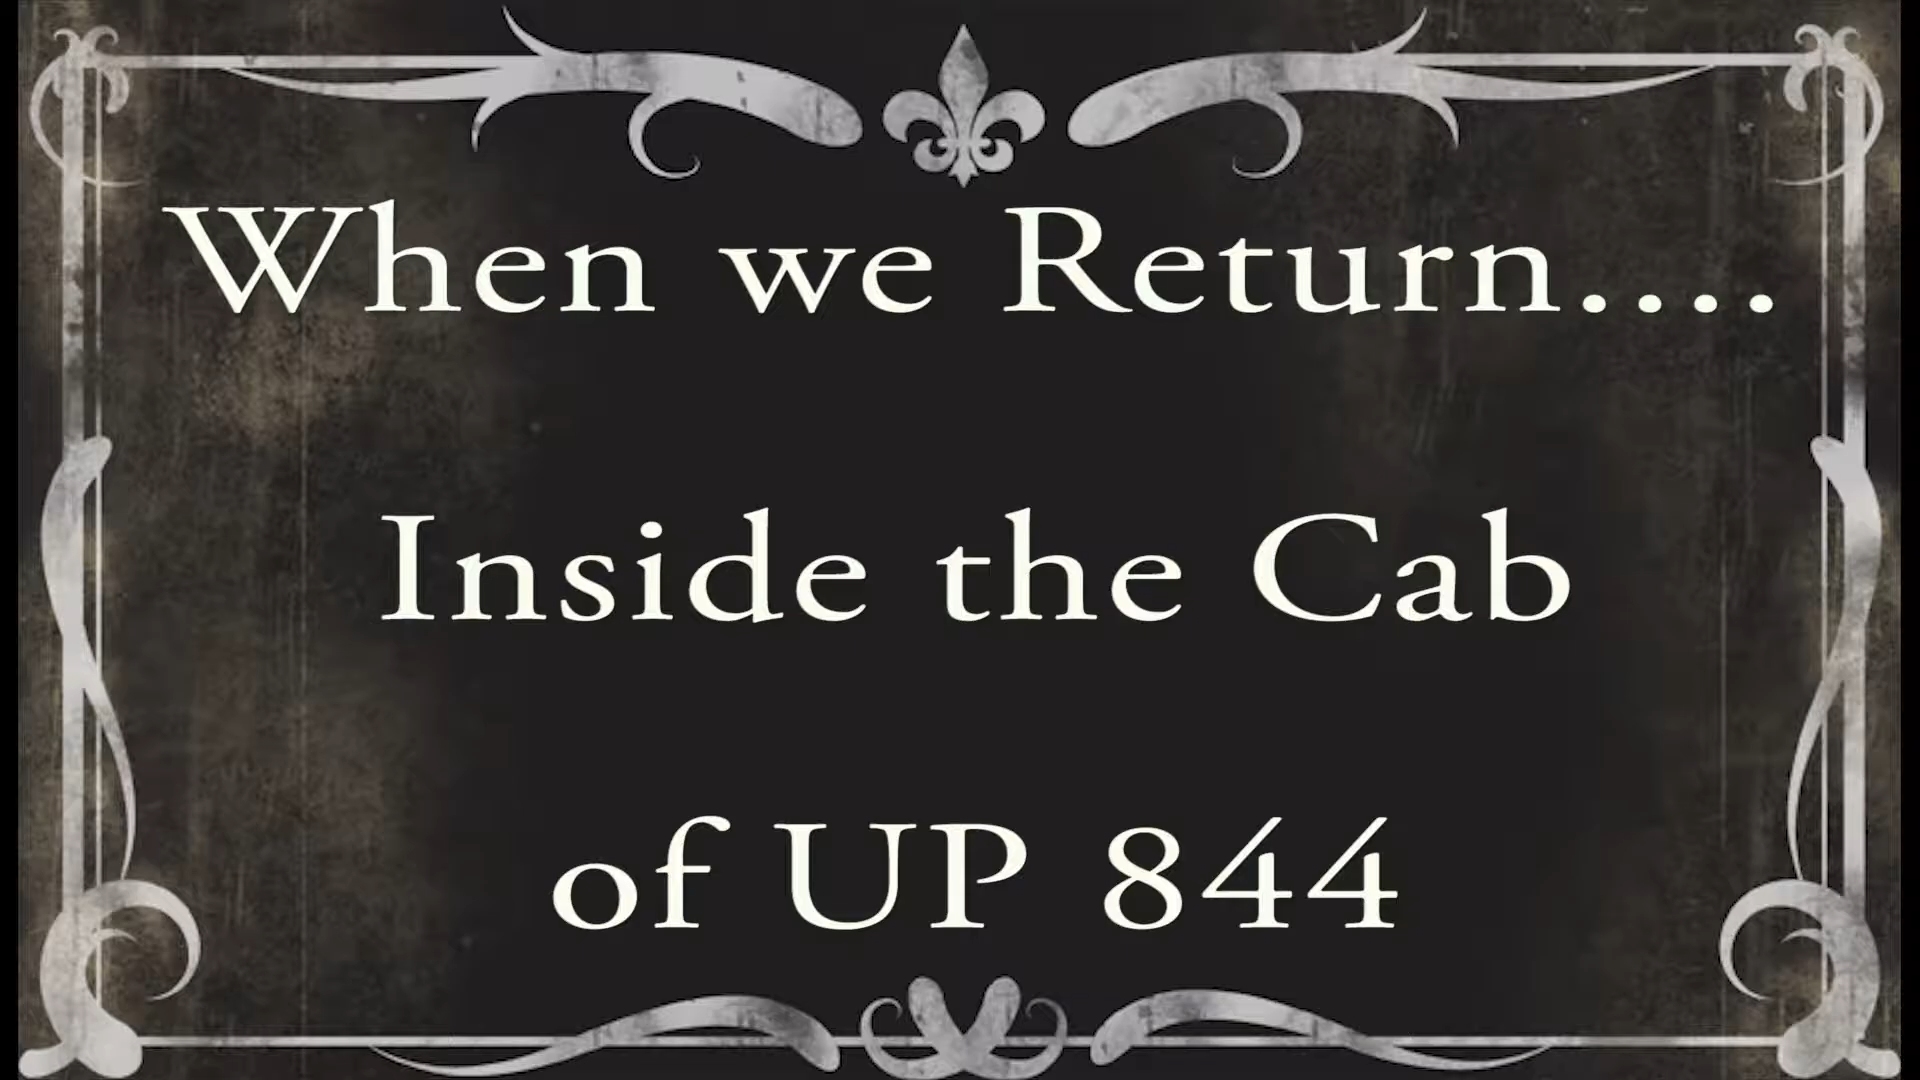 When we Return....
Inside the Cab
of UP 844